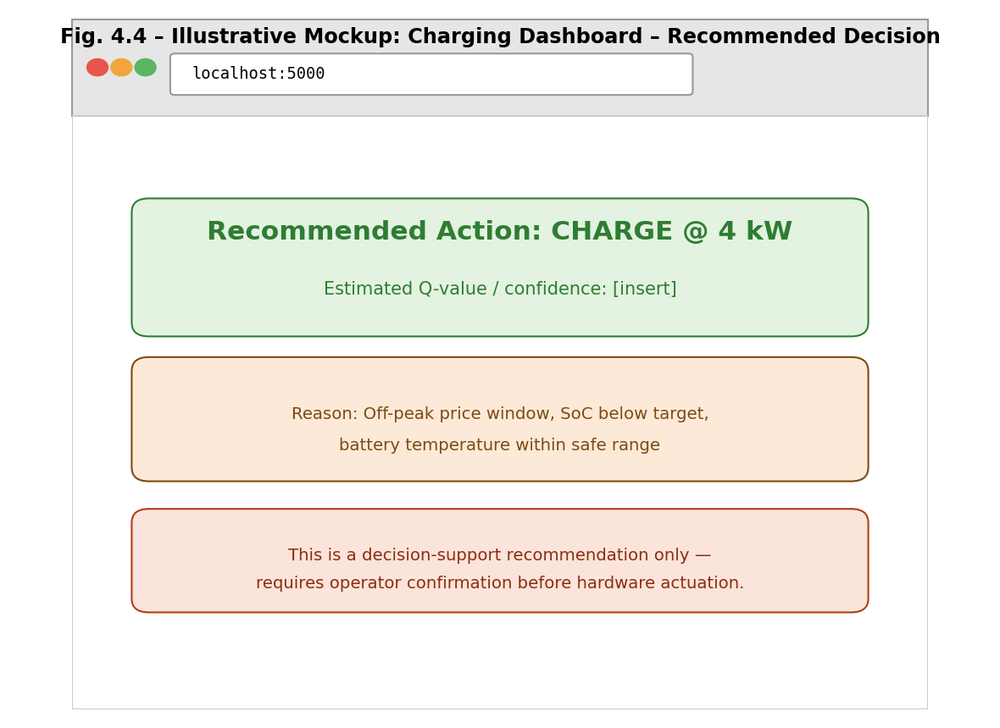 Fig. 4.4 – Illustrative Mockup: Charging Dashboard – Recommended Decision
localhost:5000
Recommended Action: CHARGE @ 4 kW
Estimated Q-value / confidence: [insert]
Reason: Off-peak price window, SoC below target,
battery temperature within safe range
This is a decision-support recommendation only —
requires operator confirmation before hardware actuation.